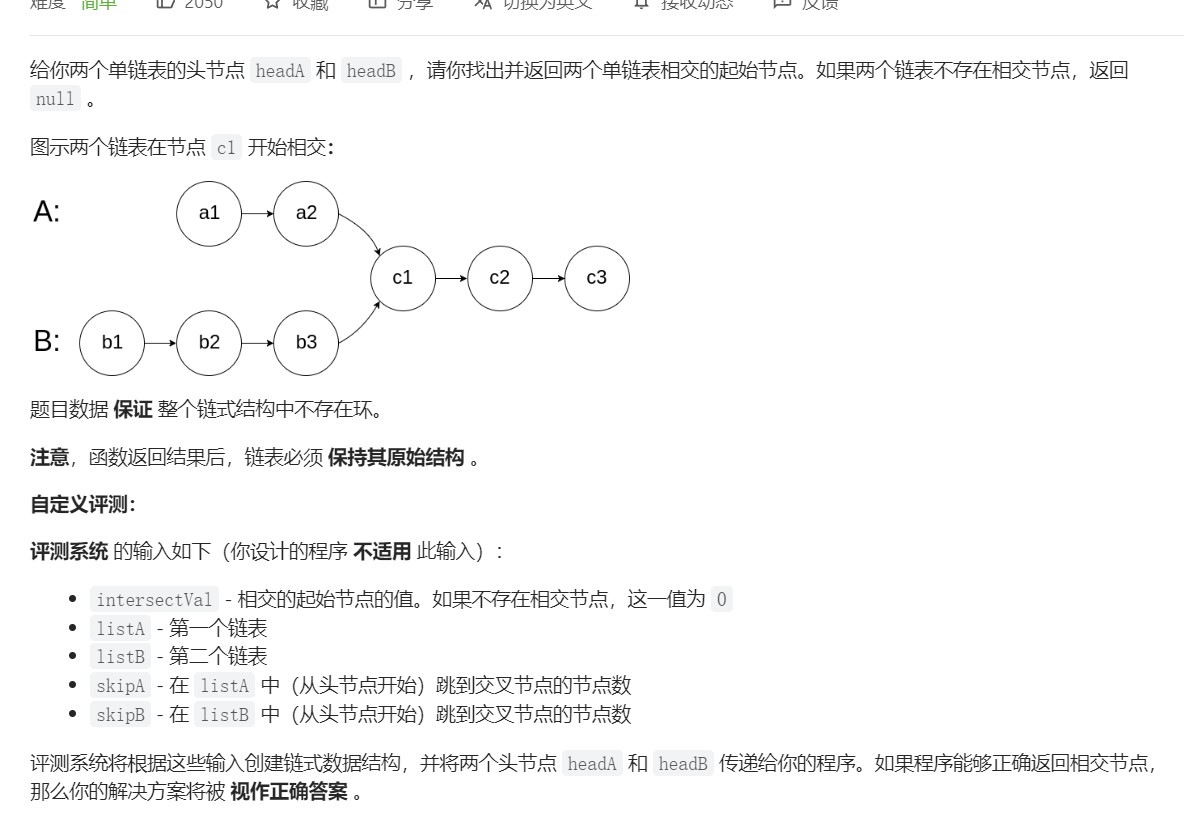 难度 简单 2050 收藏 分享 切换为英文 接收动态 反馈
给你两个单链表的头节点 headA 和 headB ，请你找出并返回两个单链表相交的起始节点。如果两个链表不存在相交节点，返回
null 。
图示两个链表在节点 c1 开始相交：
A: a1 a2
c1 c2 c3
B: b1 b2 b3
题目数据 保证 整个链式结构中不存在环。
注意，函数返回结果后，链表必须 保持其原始结构 。
自定义评测：
评测系统 的输入如下（你设计的程序 不适用 此输入）：
• intersectVal - 相交的起始节点的值。如果不存在相交节点，这一值为 0
• listA - 第一个链表
• listB - 第二个链表
• skipA - 在 listA 中（从头节点开始）跳到交叉节点的节点数
• skipB - 在 listB 中（从头节点开始）跳到交叉节点的节点数
评测系统将根据这些输入创建链式数据结构，并将两个头节点 headA 和 headB 传递给你的程序。如果程序能够正确返回相交节点，
那么你的解决方案将被 视作正确答案 。